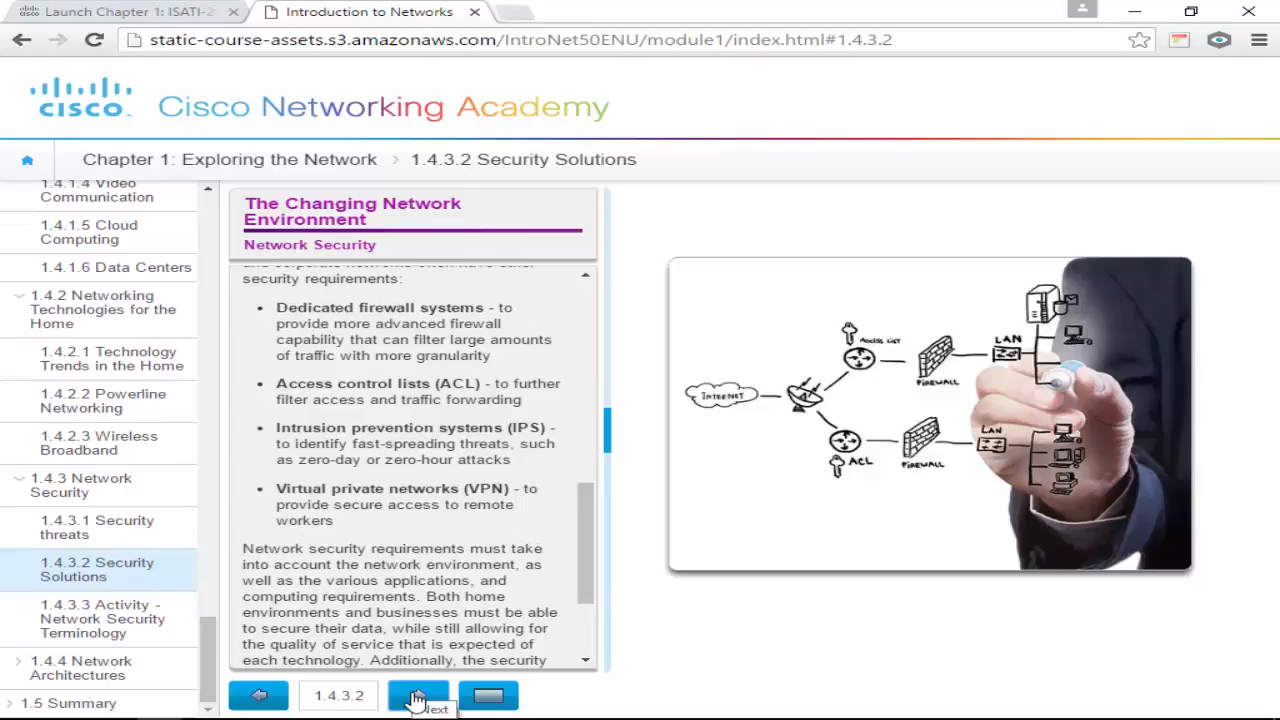 Launch Chapter 1: ISATI-2
Introduction to Networks
static-course-assets.s3.amazonaws.com/IntroNet50ENU/module1/index.html#1.4.3.2
CISCO
Cisco Networking Academy
Chapter 1: Exploring the Network
1.4.3.2 Security Solutions
1.4.1.4 Video
Communication
1.4.1.5 Cloud
Computing
1.4.1.6 Data Centers
1.4.2 Networking
Technologies for the
Home
1.4.2.1 Technology
Trends in the Home
1.4.2.2 Powerline
Networking
1.4.2.3 Wireless
Broadband
1.4.3 Network
Security
1.4.3.1 Security
threats
1.4.3.2 Security
Solutions
1.4.3.3 Activity -
Network Security
Terminology
1.4.4 Network
Architectures
1.5 Summary
The Changing Network
Environment
Network Security
and corporate networks often have other
security requirements:
• Dedicated firewall systems - to
provide more advanced firewall
capability that can filter large amounts
of traffic with more granularity
• Access control lists (ACL) - to further
filter access and traffic forwarding
• Intrusion prevention systems (IPS) -
to identify fast-spreading threats, such
as zero-day or zero-hour attacks
• Virtual private networks (VPN) - to
provide secure access to remote
workers
Network security requirements must take
into account the network environment, as
well as the various applications, and
computing requirements. Both home
environments and businesses must be able
to secure their data, while still allowing for
the quality of service that is expected of
each technology. Additionally, the security
1.4.3.2
Next
INTERNET
ACCESS LIST
FIREWALL
LAN
ACL
FIREWALL
LAN